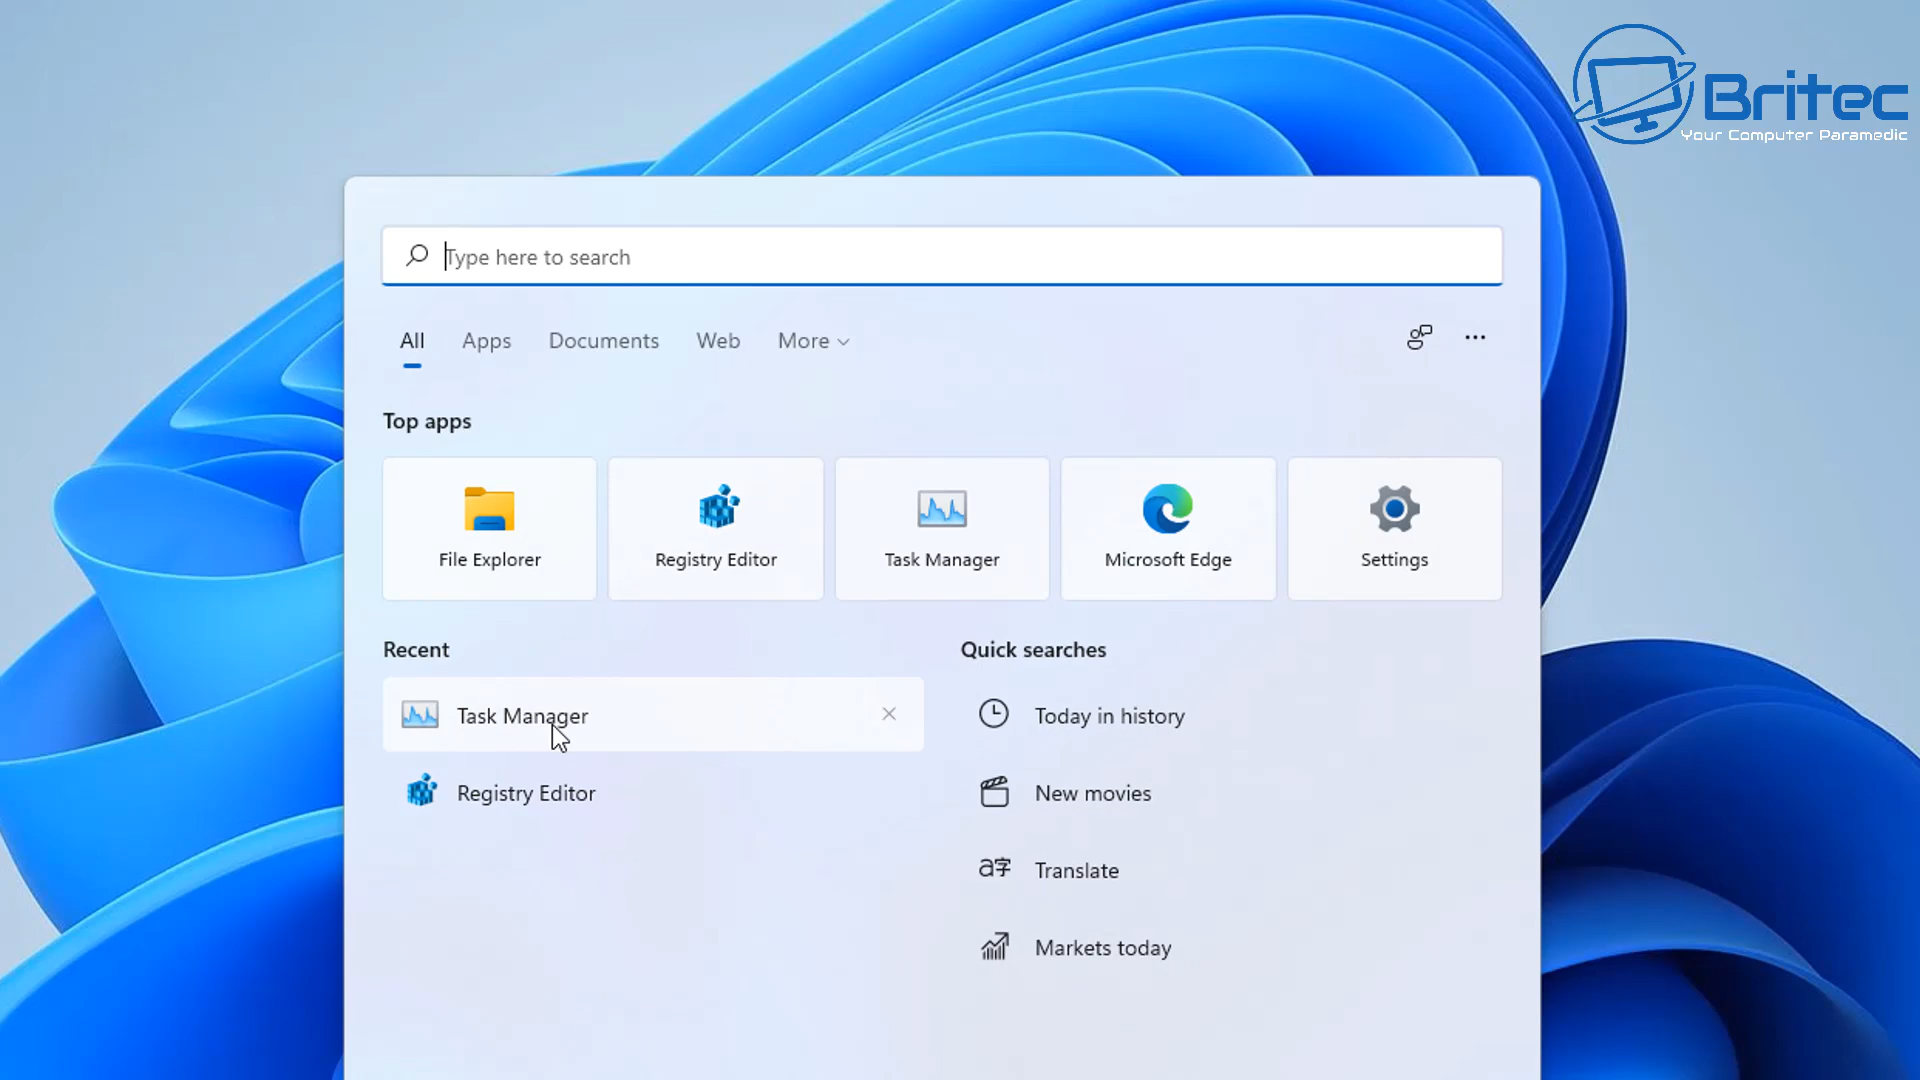 Britec
Your Computer Paramedic
Type here to search
All Apps Documents Web More
Top apps
File Explorer Registry Editor Task Manager Microsoft Edge Settings
Recent Quick searches
Task Manager Today in history
Registry Editor New movies
Translate
Markets today